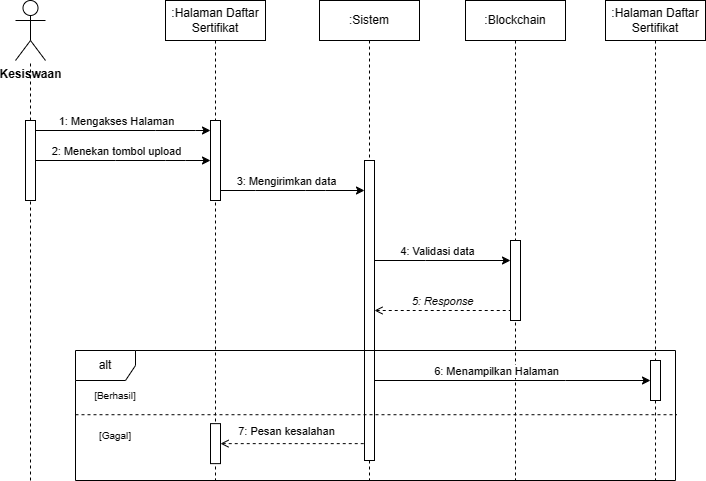 :Halaman Daftar
Sertifikat
:Sistem
:Blockchain
:Halaman Daftar
Sertifikat
Kesiswaan
1: Mengakses Halaman
2: Menekan tombol upload
3: Mengirimkan data
4: Validasi data
5: Response
alt
6: Menampilkan Halaman
[Berhasil]
7: Pesan kesalahan
[Gagal]